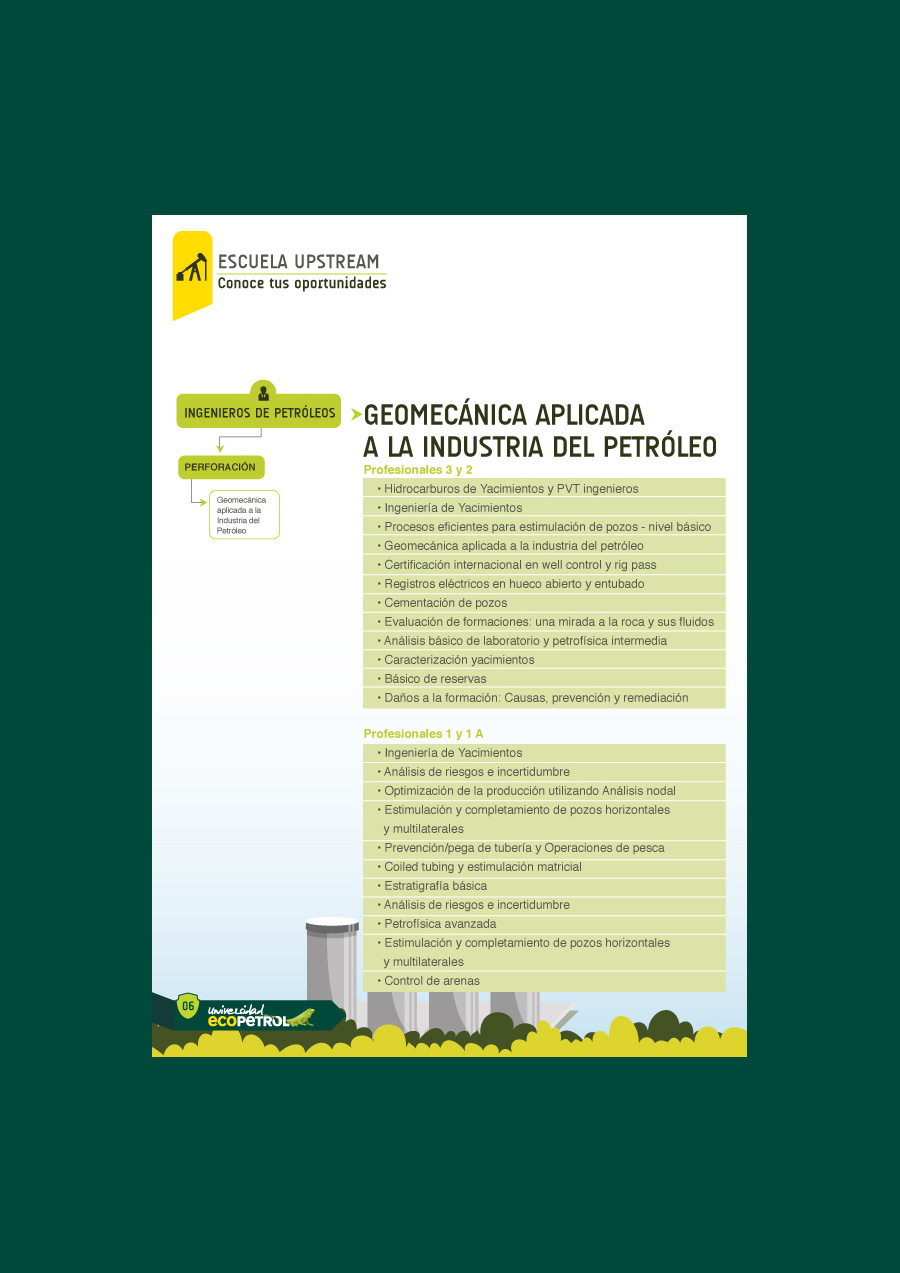 ESCUELA UPSTREAM
Conoce tus oportunidades
INGENIEROS DE PETRÓLEOS
PERFORACIÓN
Geomecánica
aplicada a la
Industria del
Petróleo
GEOMECÁNICA APLICADA
A LA INDUSTRIA DEL PETRÓLEO
Profesionales 3 y 2
• Hidrocarburos de Yacimientos y PVT ingenieros
• Ingeniería de Yacimientos
• Procesos eficientes para estimulación de pozos - nivel básico
• Geomecánica aplicada a la industria del petróleo
• Certificación internacional en well control y rig pass
• Registros eléctricos en hueco abierto y entubado
• Cementación de pozos
• Evaluación de formaciones: una mirada a la roca y sus fluidos
• Análisis básico de laboratorio y petrofísica intermedia
• Caracterización yacimientos
• Básico de reservas
• Daños a la formación: Causas, prevención y remediación
Profesionales 1 y 1 A
• Ingeniería de Yacimientos
• Análisis de riesgos e incertidumbre
• Optimización de la producción utilizando Análisis nodal
• Estimulación y completamiento de pozos horizontales
y multilaterales
• Prevención/pega de tubería y Operaciones de pesca
• Coiled tubing y estimulación matricial
• Estratigrafía básica
• Análisis de riesgos e incertidumbre
• Petrofísica avanzada
• Estimulación y completamiento de pozos horizontales
y multilaterales
• Control de arenas
06
Universidad
ecoPETROL